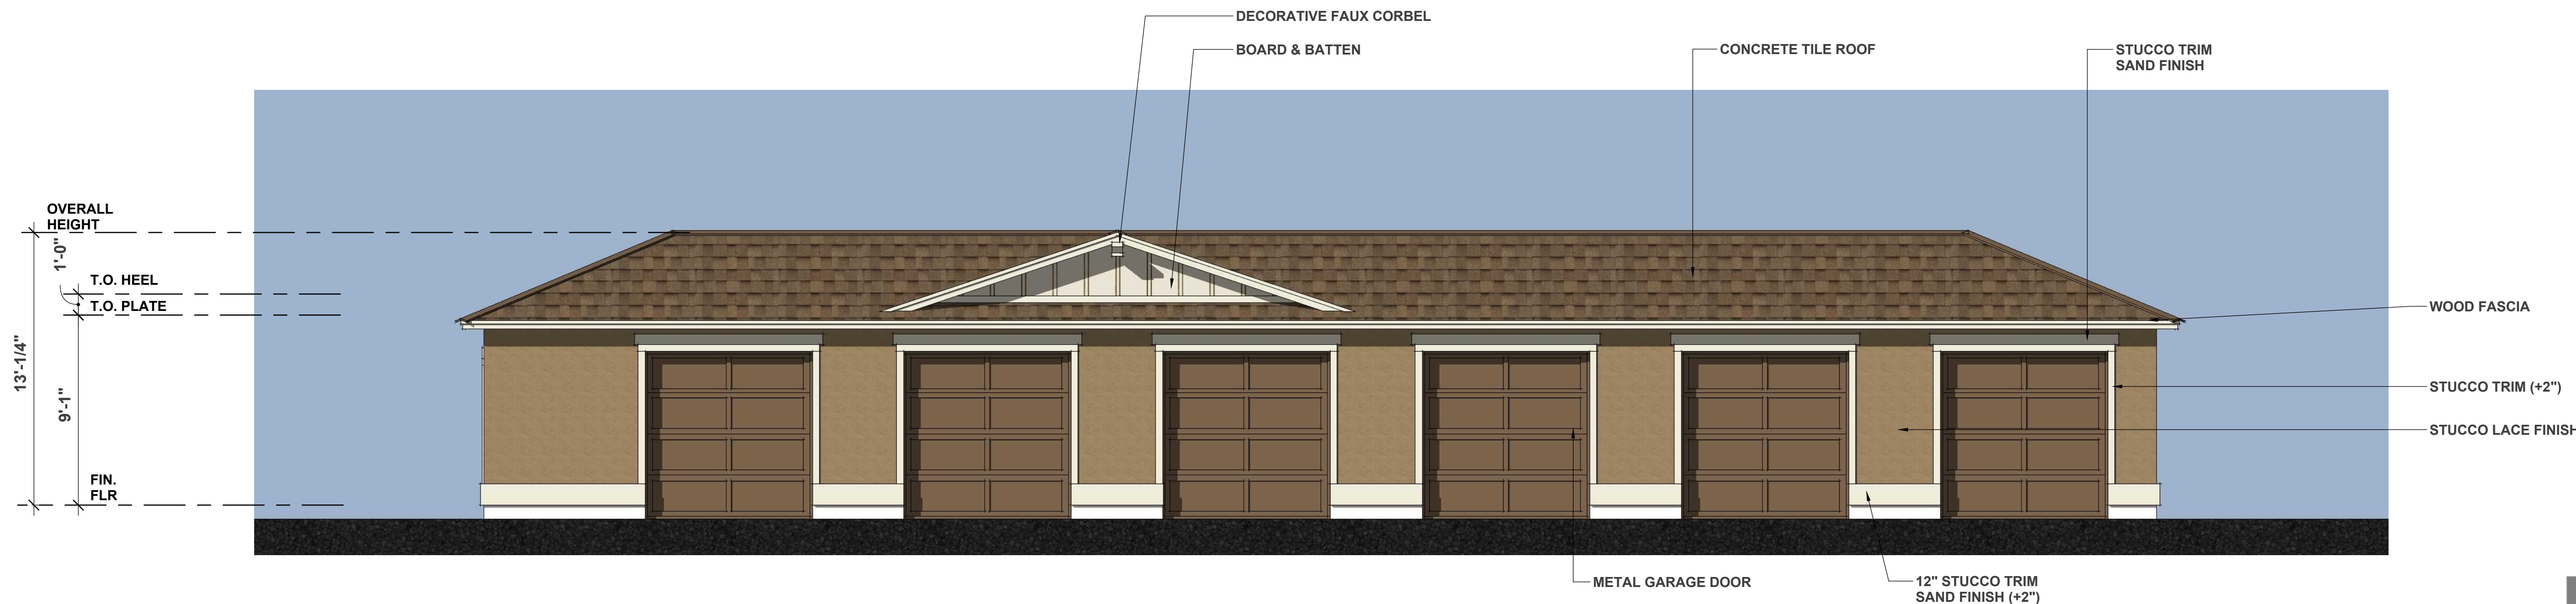 DECORATIVE FAUX CORBEL
BOARD & BATTEN
CONCRETE TILE ROOF
STUCCO TRIM
SAND FINISH
OVERALL
HEIGHT
1'-0"
T.O. HEEL
T.O. PLATE
WOOD FASCIA
13'-1/4"
9'-1"
STUCCO TRIM (+2")
STUCCO LACE FINISH
FIN.
FLR
METAL GARAGE DOOR
12" STUCCO TRIM
SAND FINISH (+2")